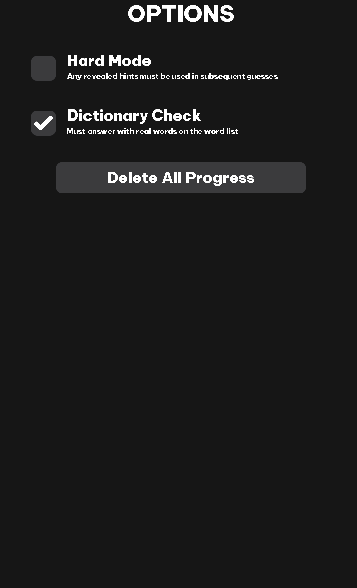 OPTIONS
Hard Mode
Any revealed hints must be used in subsequent guesses
Dictionary Check
Must answer with real words on the word list
Delete All Progress